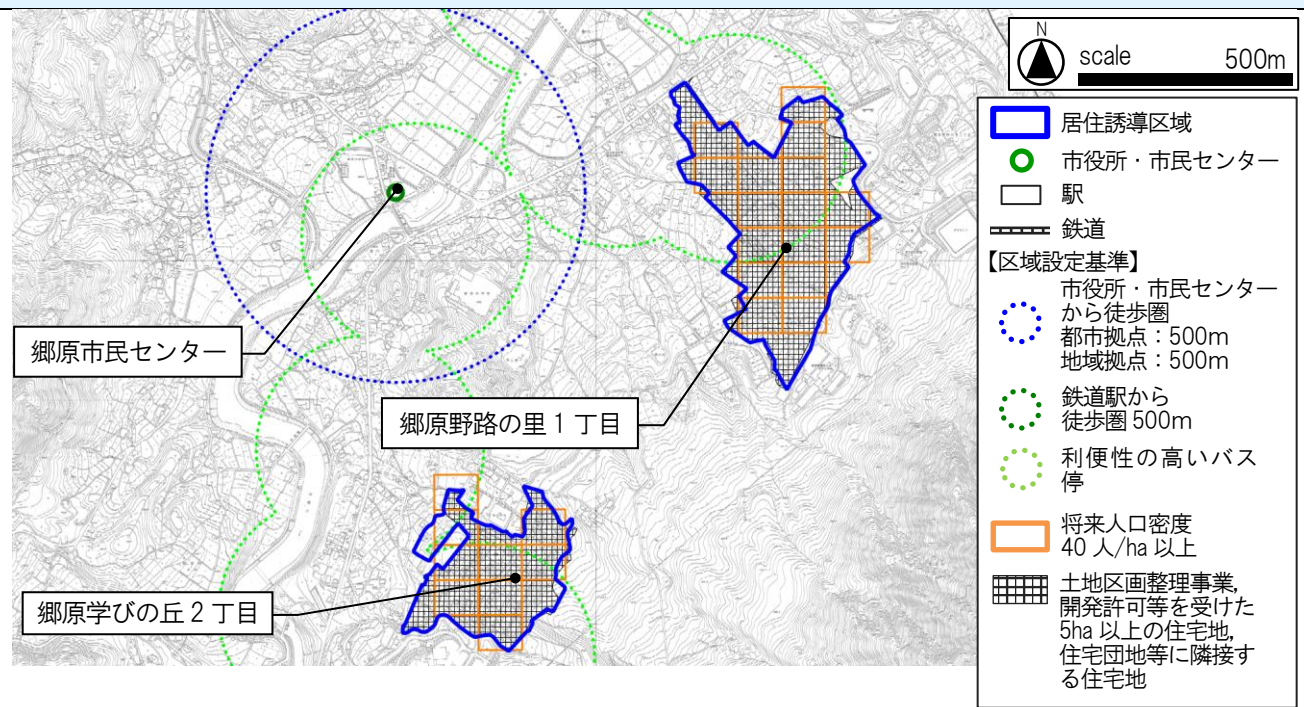 N
scale 500m
居住誘導区域
市役所・市民センター
駅
鉄道
【区域設定基準】
市役所・市民センター
から徒歩圏
都市拠点：500m
地域拠点：500m
鉄道駅から
徒歩圏 500m
利便性の高いバス
停
将来人口密度
40 人/ha 以上
土地区画整理事業,
開発許可等を受けた
5ha 以上の住宅地,
住宅団地等に隣接す
る住宅地
郷原市民センター
郷原野路の里１丁目
郷原学びの丘２丁目